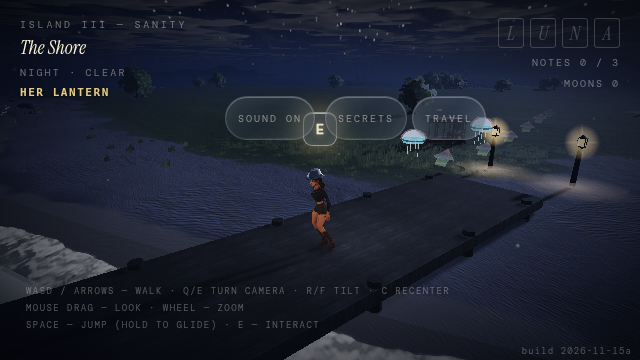 ISLAND III — SANITY
The Shore
NIGHT · CLEAR
HER LANTERN
L U N A
NOTES 0 / 3
MOONS 0
SOUND ON
E
SECRETS
TRAVEL
WASD / ARROWS — WALK · Q/E TURN CAMERA · R/F TILT · C RECENTER
MOUSE DRAG — LOOK · WHEEL — ZOOM
SPACE — JUMP (HOLD TO GLIDE) · E — INTERACT
build 2026-11-15a